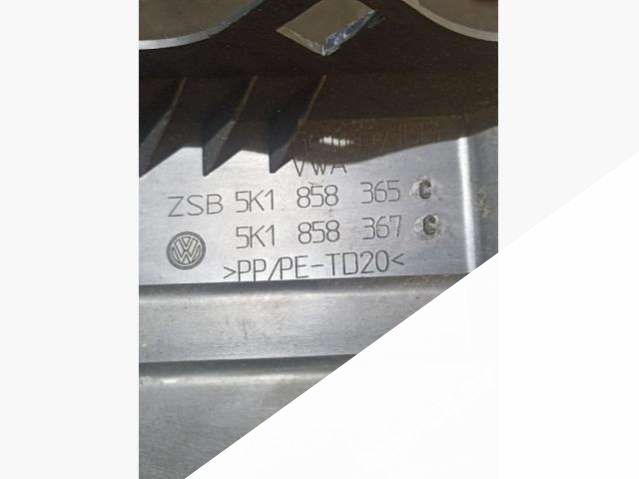 VWA
ZSB 5K1 858 365 C
5K1 858 367 C
>PP/PE-TD20<